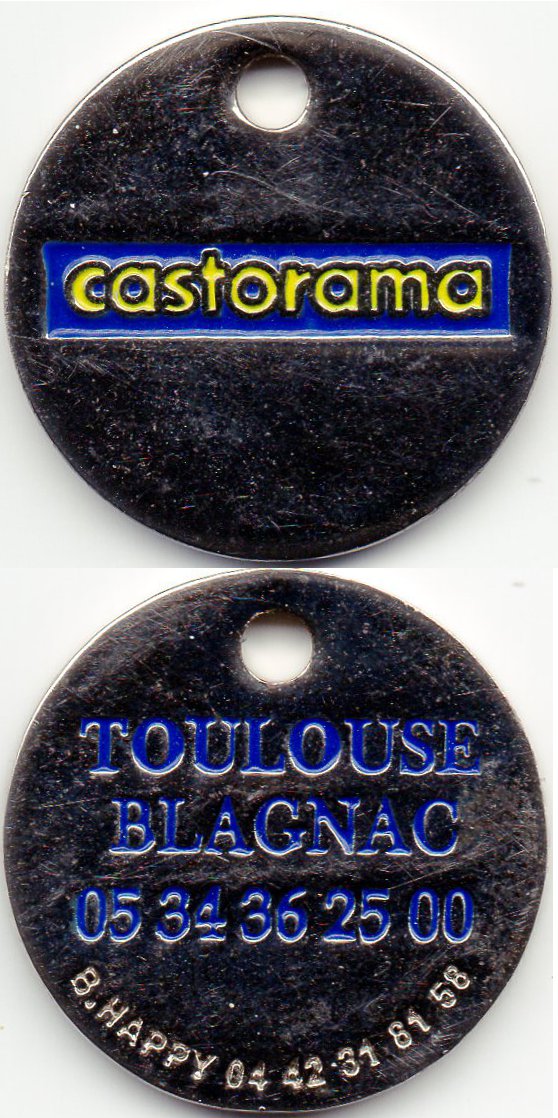 castorama
TOULOUSE
BLAGNAC
05 34 36 25 00
B.HAPPY 04 42 31 81 58